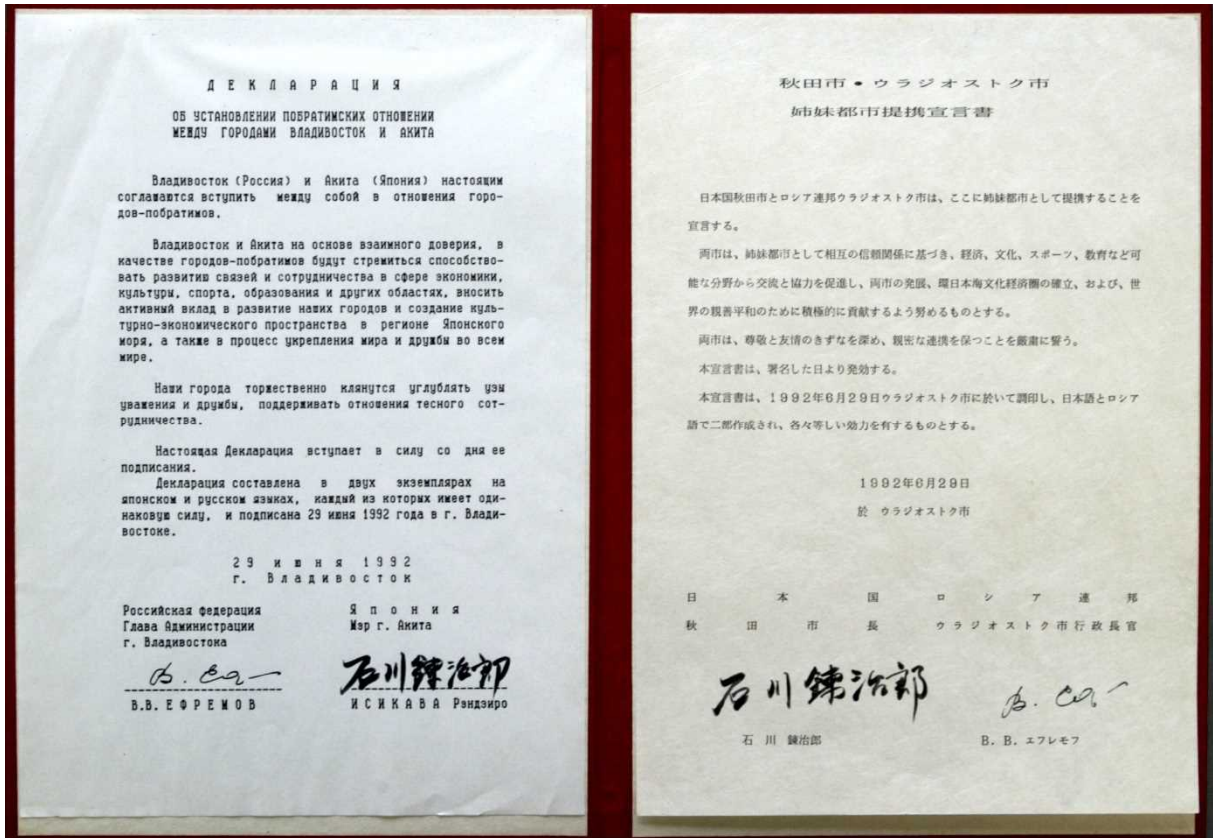 Д Е К Л А Р А Ц И Я
ОБ УСТАНОВЛЕНИИ ПОБРАТИМСКИХ ОТНОШЕНИИ
МЕЖДУ ГОРОДАМИ ВЛАДИВОСТОК И АКИТА
Владивосток (Россия) и Акита (Япония) настоящим
соглашаются вступить между собой в отношения горо-
дов-побратимов.
Владивосток и Акита на основе взаимного доверия, в
качестве городов-побратимов будут стремиться способство-
вать развитию связей и сотрудничества в сфере экономики,
культуры, спорта, образования и других областях, вносить
активный вклад в развитие наших городов и создание куль-
турно-экономического пространства в регионе Японского
моря, а также в процесс укрепления мира и дружбы во всем
мире.
Наши города торжественно клянутся углублять узы
уважения и дружбы, поддерживать отношения тесного сот-
рудничества.
Настоящая Декларация вступает в силу со дня ее
подписания.
Декларация составлена в двух экземплярах на
японском и русском языках, каждый из которых имеет оди-
наковую силу, и подписана 29 июня 1992 года в г. Влади-
востоке.
29 и ю н я 1992
г. В л а д и в о с т о к
Российская федерация
Глава Администрации
г. Владивостока
В.В. Е Ф Р Е М О В
Я п о н и я
Мэр г. Акита
石川錬治郎
И С И К А В А Рэндзиро
秋田市・ウラジオストク市
姉妹都市提携宣言書
日本国秋田市とロシア連邦ウラジオストク市は、ここに姉妹都市として提携することを
宣言する。
両市は、姉妹都市として相互の信頼関係に基づき、経済、文化、スポーツ、教育など可
能な分野から交流と協力を促進し、両市の発展、環日本海文化経済圏の確立、および、世
界の親善平和のために積極的に貢献するよう努めるものとする。
両市は、尊敬と友情のきずなを深め、親密な連携を保つことを厳粛に誓う。
本宣言書は、署名した日より発効する。
本宣言書は、1992年6月29日ウラジオストク市に於いて調印し、日本語とロシア
語で二部作成され、各々等しい効力を有するものとする。
1992年6月29日
於 ウラジオストク市
日 本 国
秋 田 市 長
石川錬治郎
石 川 錬治郎
ロ シ ア 連 邦
ウ ラ ジ オ ス ト ク 市 行 政 長 官
B. B. エフレモフ